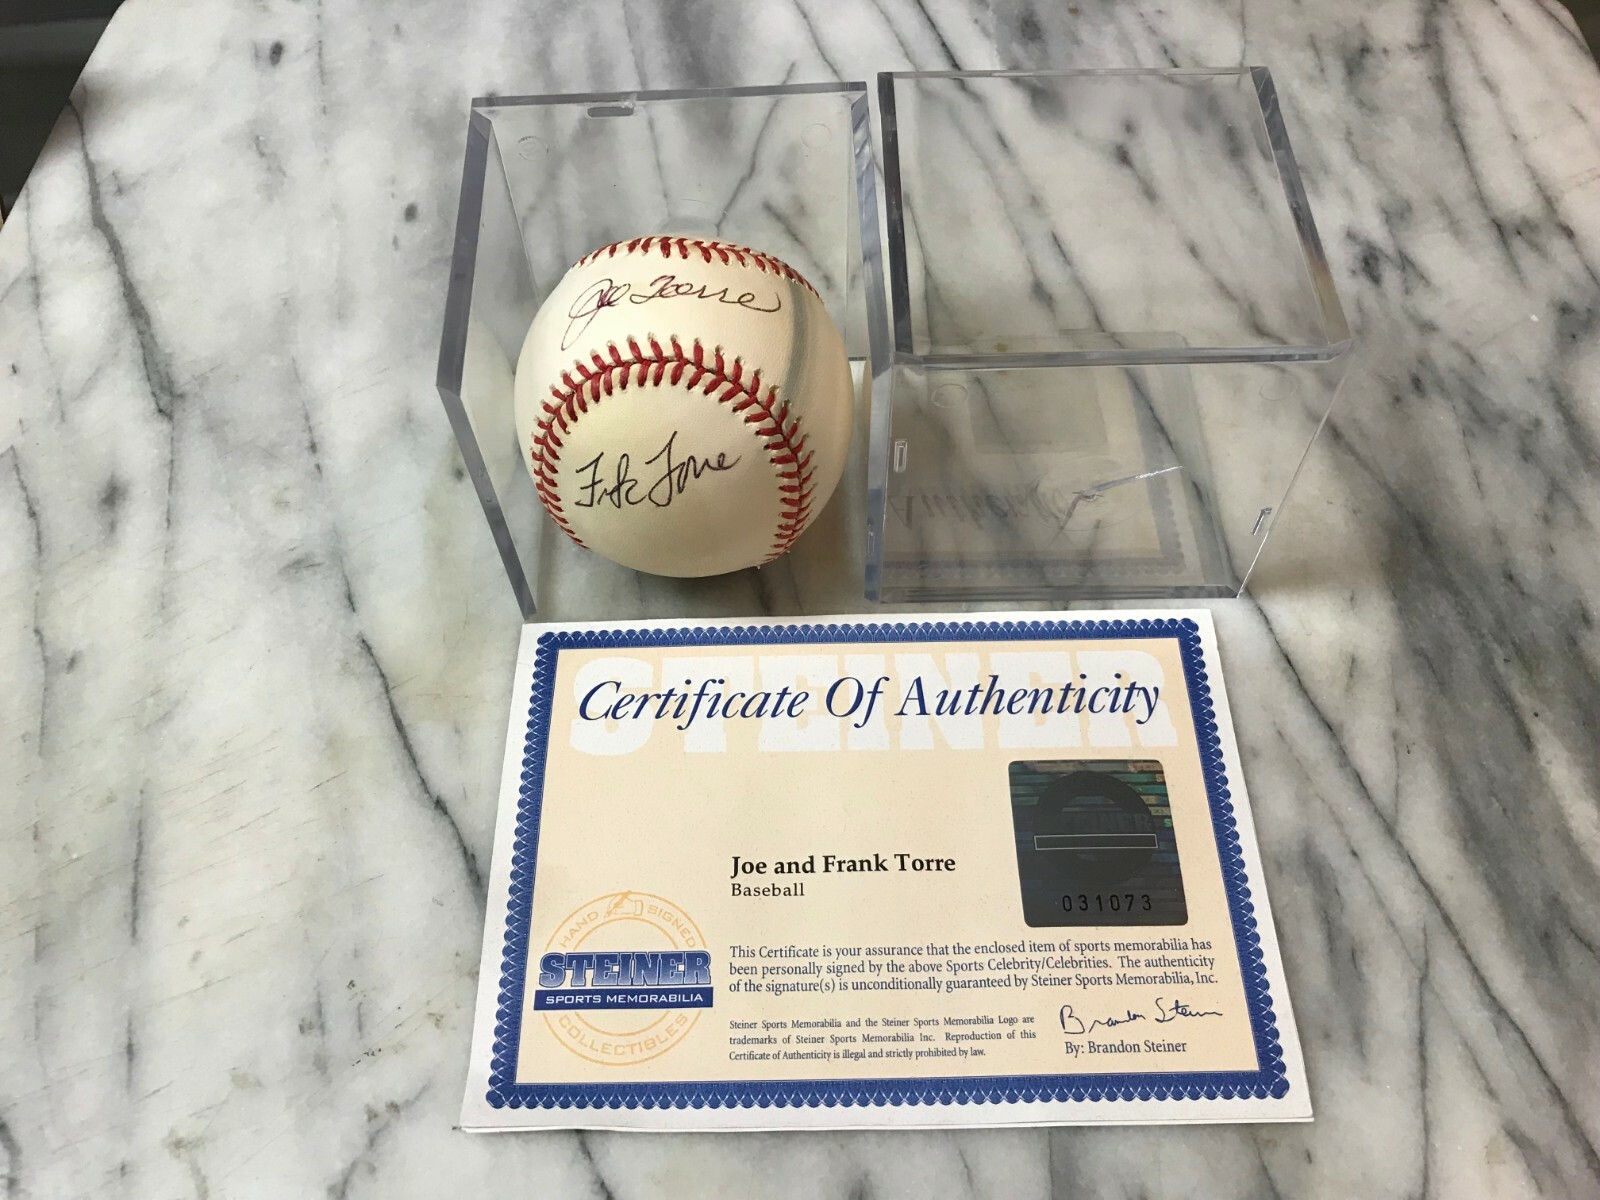 Joe Torre
Frank Torre
STEINER
Certificate Of Authenticity
Joe and Frank Torre
Baseball
031073
HAND SIGNED
STEINER
SPORTS MEMORABILIA
COLLECTIBLES
This Certificate is your assurance that the enclosed item of sports memorabilia has
been personally signed by the above Sports Celebrity/Celebrities. The authenticity
of the signature(s) is unconditionally guaranteed by Steiner Sports Memorabilia, Inc.
Steiner Sports Memorabilia and the Steiner Sports Memorabilia Logo are
trademarks of Steiner Sports Memorabilia Inc. Reproduction of this
Certificate of Authenticity is illegal and strictly prohibited by law.
Brandon Steiner
By: Brandon Steiner